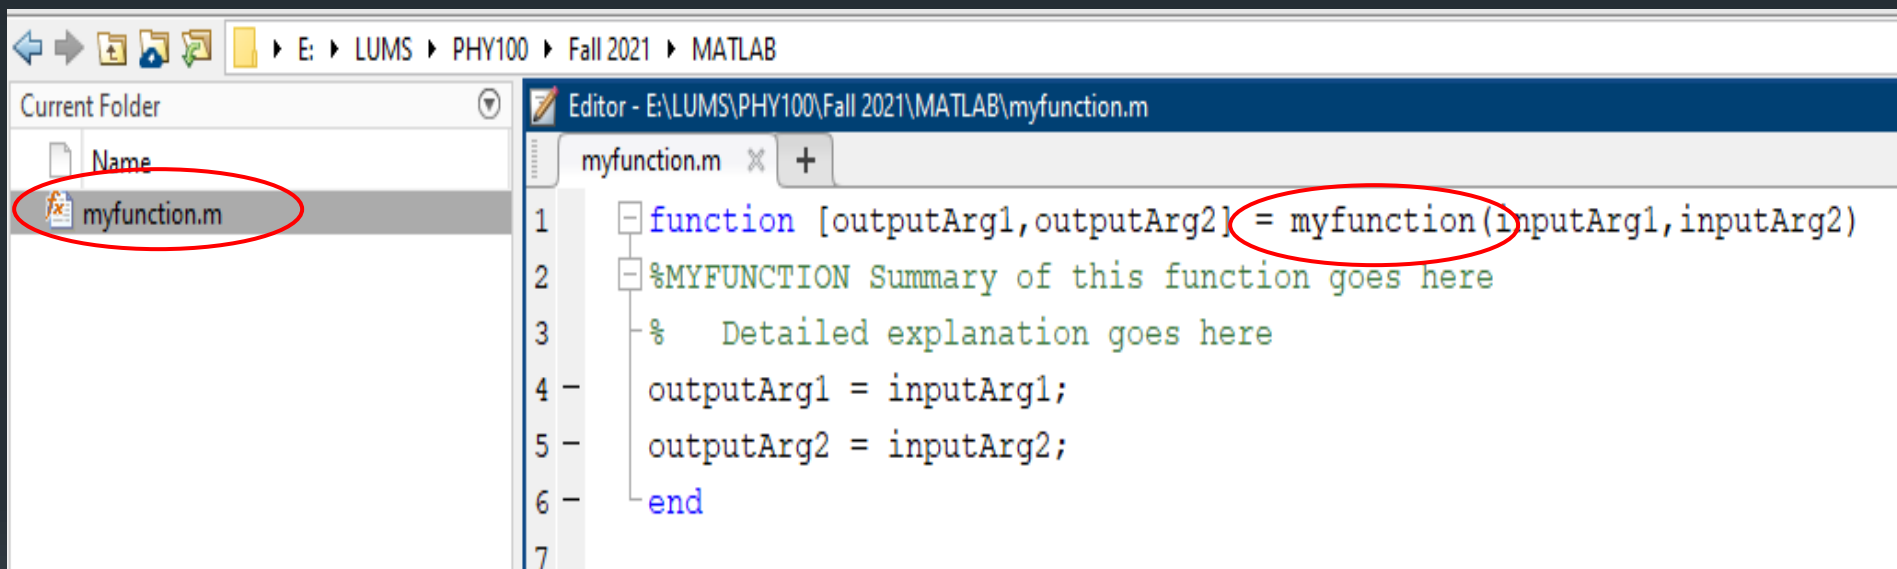 E: LUMS PHY100 Fall 2021 MATLAB
Current Folder
Name
myfunction.m
Editor - E:\LUMS\PHY100\Fall 2021\MATLAB\myfunction.m
myfunction.m
1 function [outputArg1,outputArg2] = myfunction(inputArg1,inputArg2)
2 %MYFUNCTION Summary of this function goes here
3 %   Detailed explanation goes here
4 — outputArg1 = inputArg1;
5 — outputArg2 = inputArg2;
6 — end
7